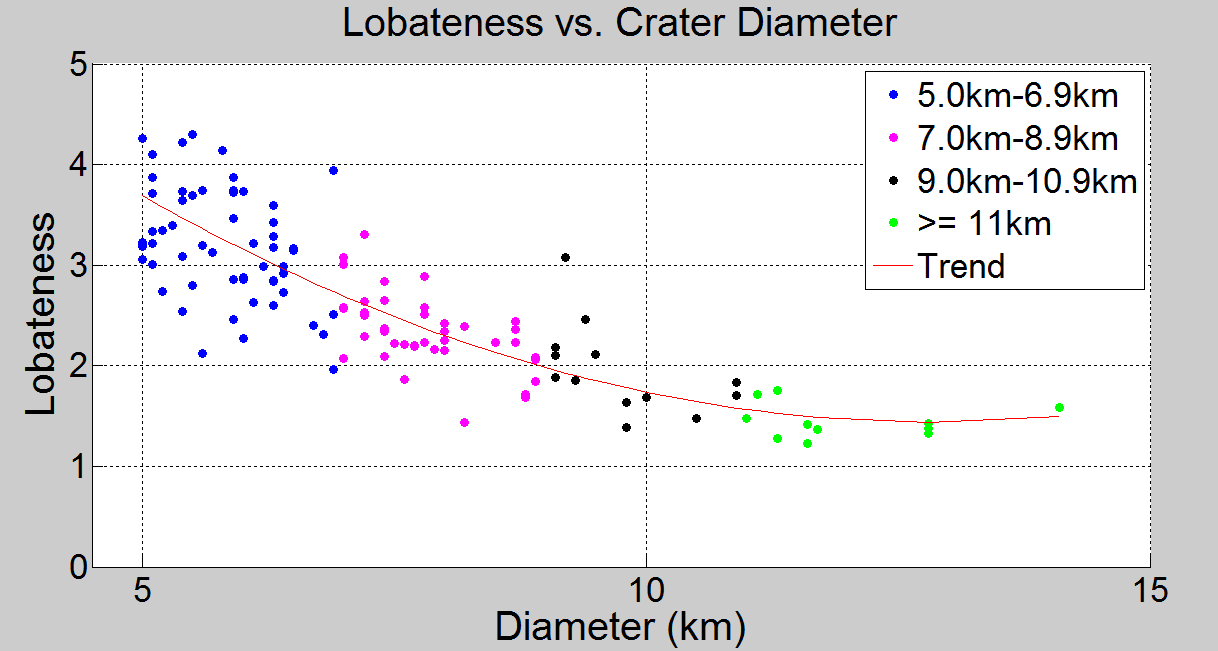 Lobateness vs. Crater Diameter
5
4
3
2
1
0
Lobateness
5.0km-6.9km
7.0km-8.9km
9.0km-10.9km
>= 11km
Trend
5 10 15
Diameter (km)